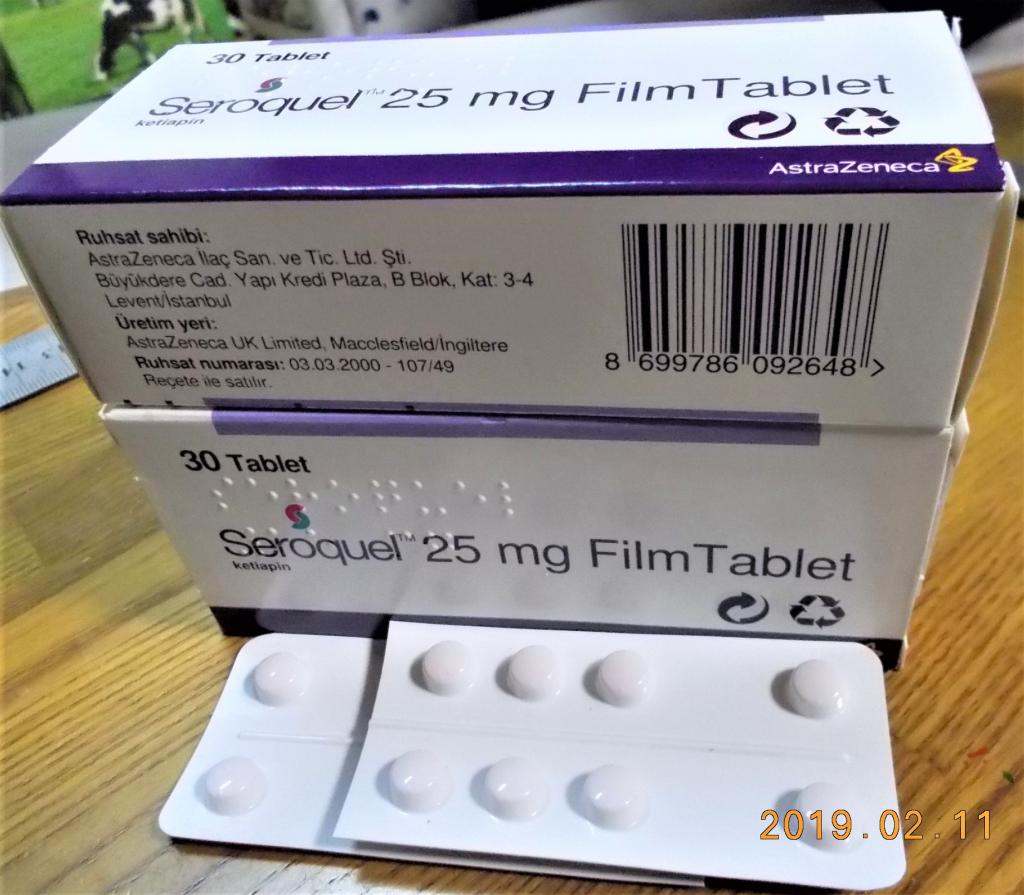 30 Tablet
Seroquel™ 25 mg FilmTablet
ketiapin
AstraZeneca
Ruhsat sahibi:
AstraZeneca İlaç San. ve Tic. Ltd. Şti.
Büyükdere Cad. Yapı Kredi Plaza, B Blok, Kat: 3-4
Levent/İstanbul
Üretim yeri:
AstraZeneca UK Limited, Macclesfield/İngiltere
Ruhsat numarası: 03.03.2000 - 107/49
Reçete ile satılır.
8 699786 092648 >
30 Tablet
Seroquel™ 25 mg FilmTablet
ketiapin
2019.02.11